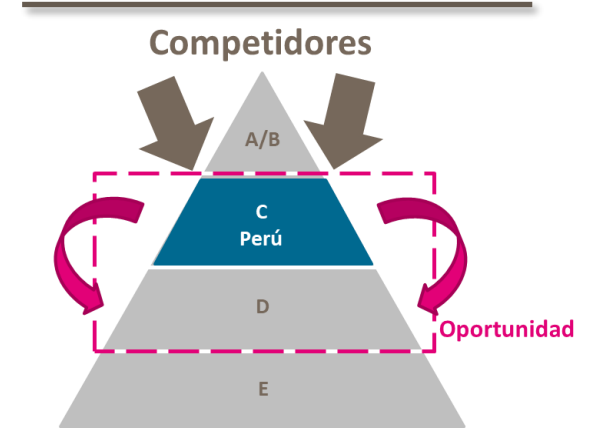 Competidores
A/B
C
Perú
D
Oportunidad
E